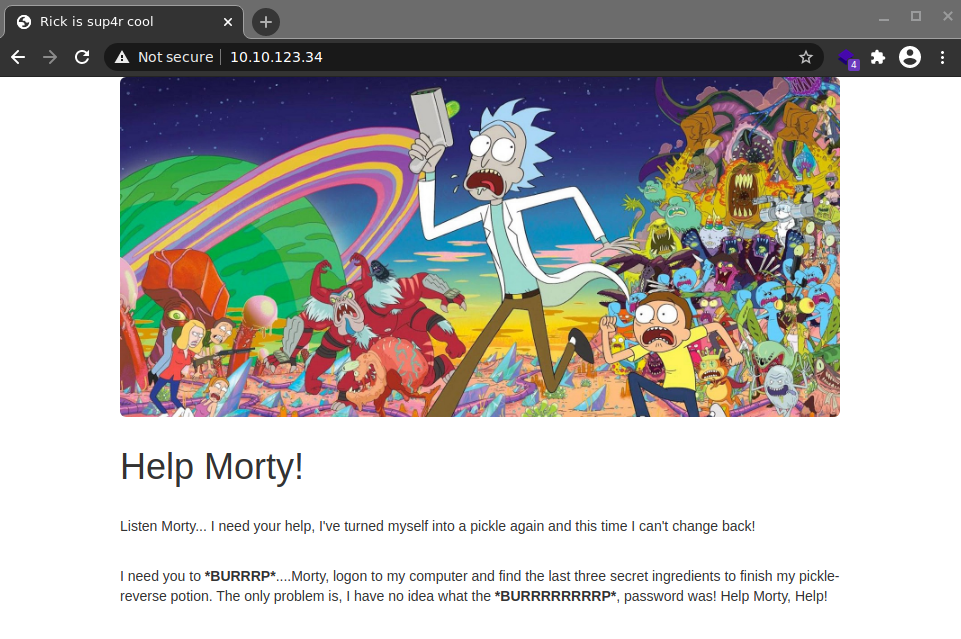 Rick is sup4r cool
Not secure
10.10.123.34
4
Help Morty!
Listen Morty... I need your help, I've turned myself into a pickle again and this time I can't change back!
I need you to *BURRRP*....Morty, logon to my computer and find the last three secret ingredients to finish my pickle-
reverse potion. The only problem is, I have no idea what the *BURRRRRRRRP*, password was! Help Morty, Help!